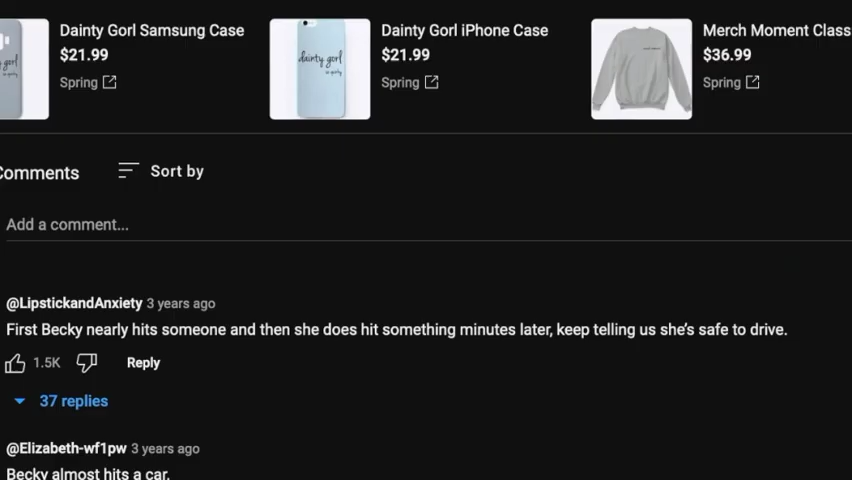 Dainty Gorl Samsung Case
$21.99
Spring
dainty gorl
Dainty Gorl iPhone Case
$21.99
Spring
Merch Moment Class
$36.99
Spring
Comments
Sort by
Add a comment...
@LipstickandAnxiety 3 years ago
First Becky nearly hits someone and then she does hit something minutes later, keep telling us she's safe to drive.
1.5K
Reply
37 replies
@Elizabeth-wf1pw 3 years ago
Becky almost hits a car.